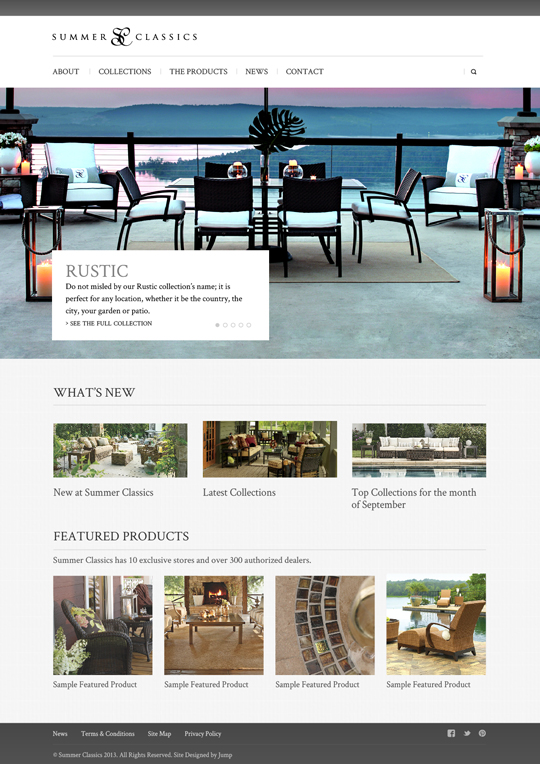 SUMMER SC CLASSICS
ABOUT
COLLECTIONS
THE PRODUCTS
NEWS
CONTACT
RUSTIC
Do not misled by our Rustic collection's name; it is
perfect for any location, whether it be the country, the
city, your garden or patio.
> SEE THE FULL COLLECTION
WHAT'S NEW
New at Summer Classics
Latest Collections
Top Collections for the month
of September
FEATURED PRODUCTS
Summer Classics has 10 exclusive stores and over 300 authorized dealers.
Sample Featured Product
Sample Featured Product
Sample Featured Product
Sample Featured Product
News
Terms & Conditions
Site Map
Privacy Policy
© Summer Classics 2013. All Rights Reserved. Site Designed by Jump